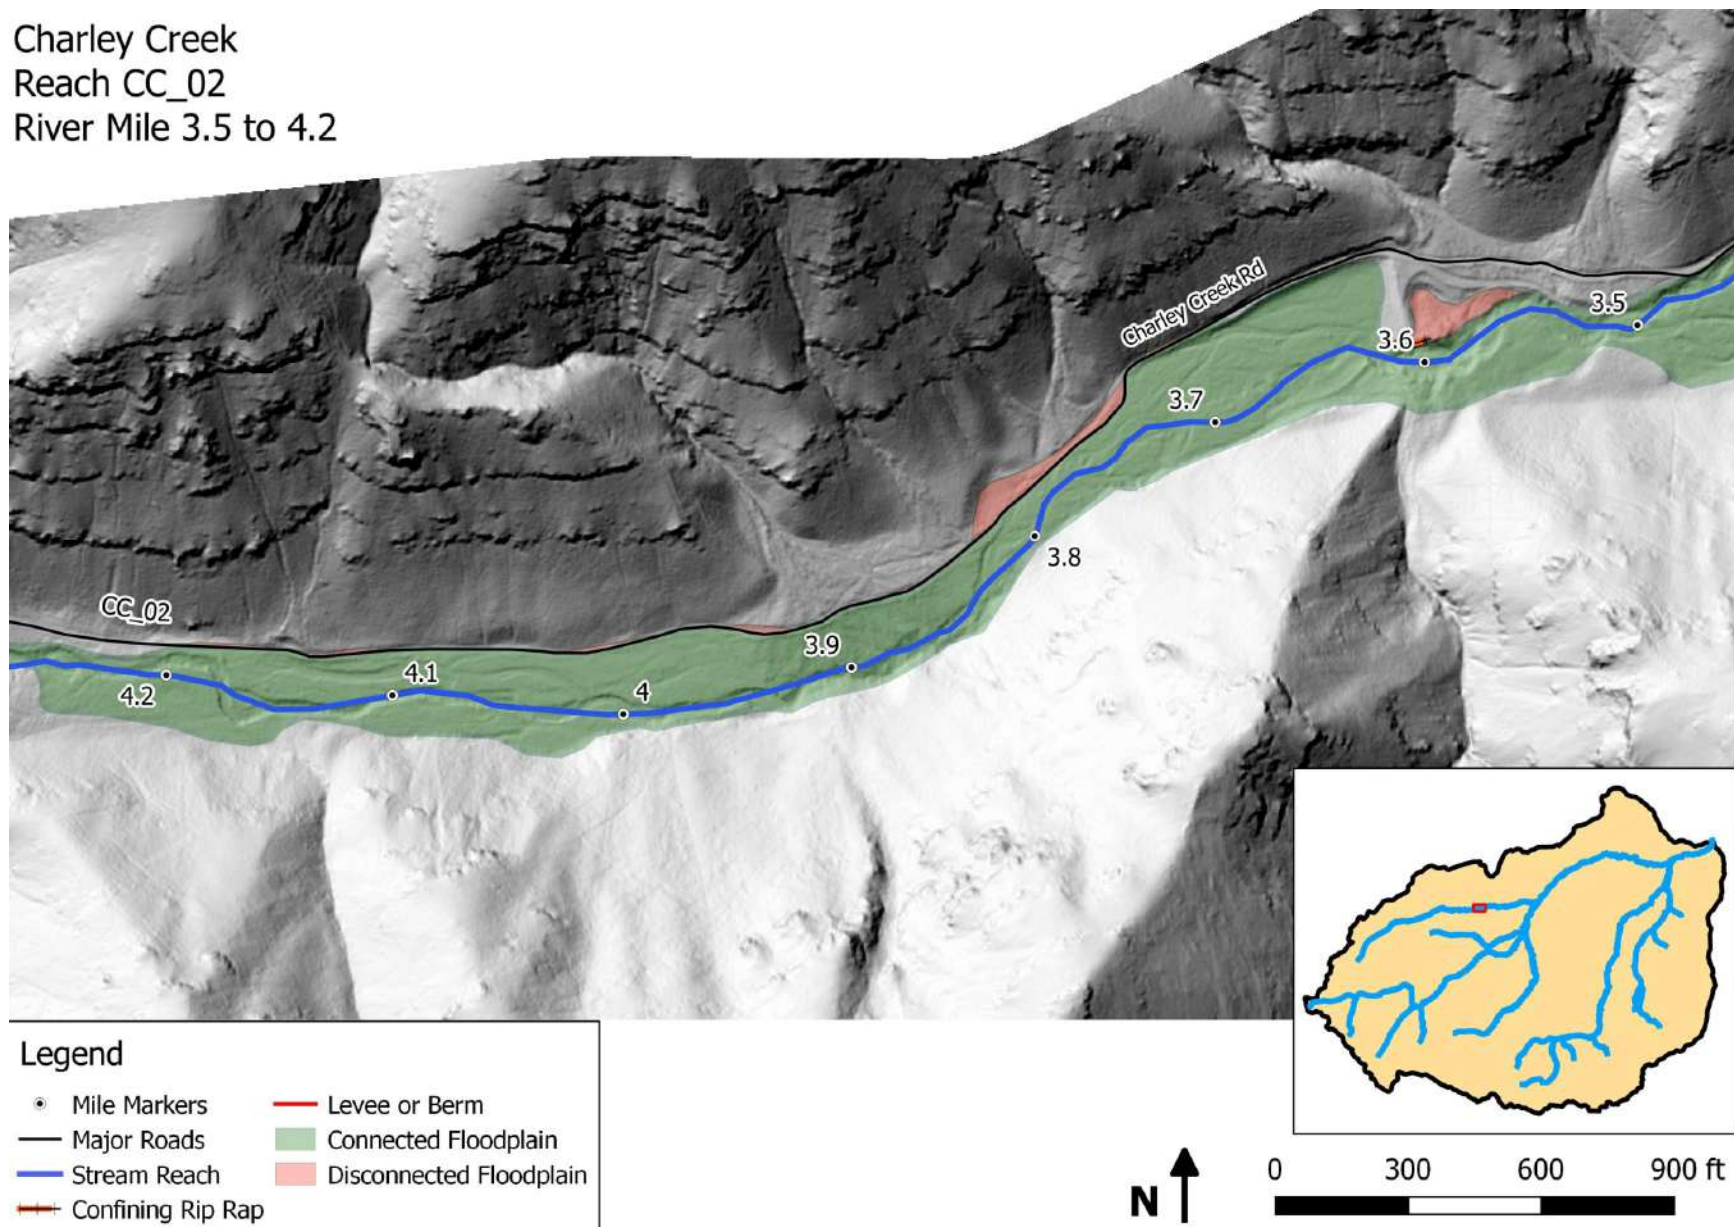 Charley Creek
Reach CC_02
River Mile 3.5 to 4.2
Charley Creek Rd
3.5
3.6
3.7
3.8
CC_02
3.9
4.1
4.2
4
Legend
Mile Markers
Major Roads
Stream Reach
Confining Rip Rap
Levee or Berm
Connected Floodplain
Disconnected Floodplain
N
0 300 600 900 ft